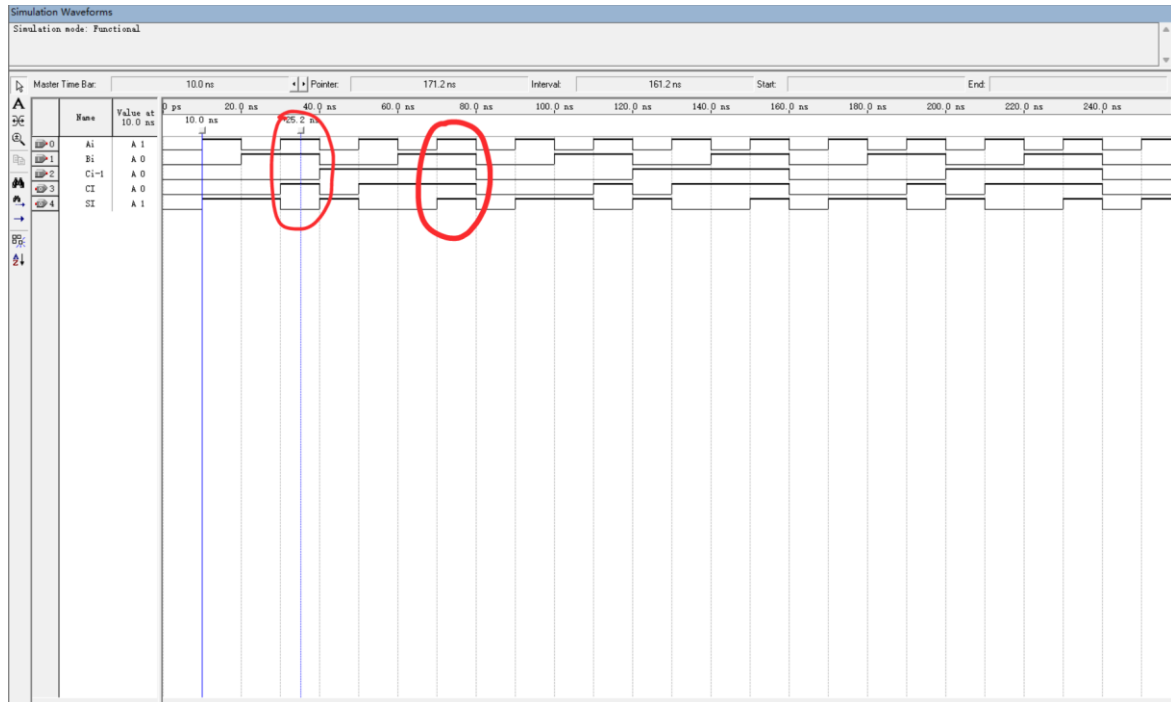 Simulation Waveforms
Simulation mode: Functional
Master Time Bar: 10.0 ns Pointer: 171.2 ns Interval: 161.2 ns Start: End:
Name Value at 10.0 ns
0 ps 20.0 ns 40.0 ns 60.0 ns 80.0 ns 100.0 ns 120.0 ns 140.0 ns 160.0 ns 180.0 ns 200.0 ns 220.0 ns 240.0 ns
10.0 ns +25.2 ns
0 Ai A 1
1 Bi A 0
2 Ci-1 A 0
3 CI A 0
4 SI A 1